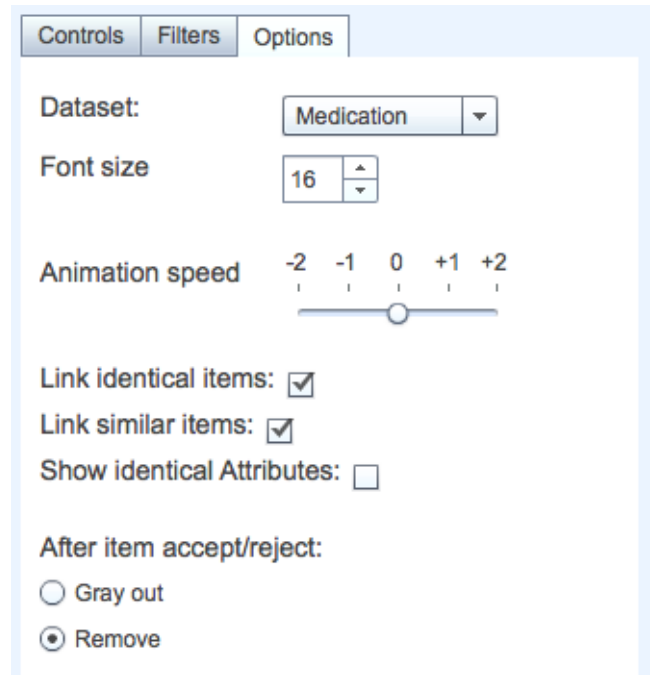 Controls Filters Options
Dataset: Medication
Font size 16
-2 -1 0 +1 +2
Animation speed
Link identical items:
Link similar items:
Show identical Attributes:
After item accept/reject:
Gray out
Remove